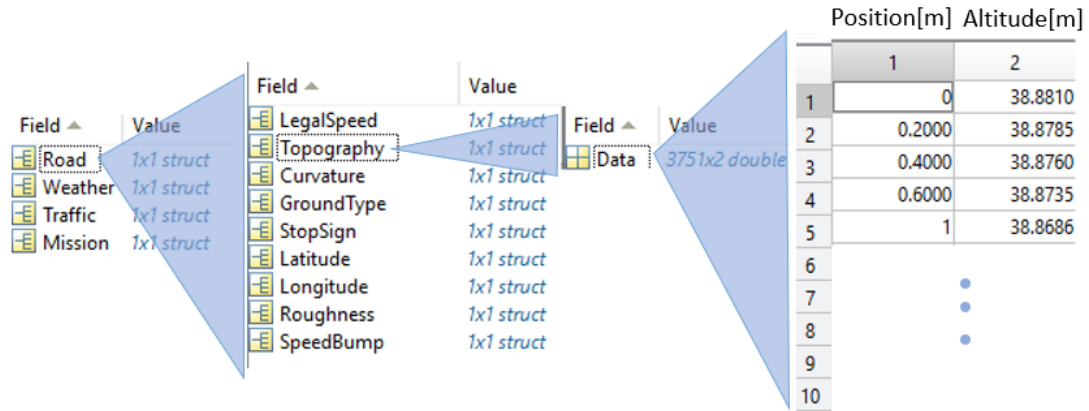 Position[m] Altitude[m]
Field Value
Road 1x1 struct
Weather 1x1 struct
Traffic 1x1 struct
Mission 1x1 struct
Field Value
LegalSpeed 1x1 struct
Topography 1x1 struct
Curvature 1x1 struct
GroundType 1x1 struct
StopSign 1x1 struct
Latitude 1x1 struct
Longitude 1x1 struct
Roughness 1x1 struct
SpeedBump 1x1 struct
Field Value
Data 3751x2 double
1 2
1 0 38.8810
2 0.2000 38.8785
3 0.4000 38.8760
4 0.6000 38.8735
5 1 38.8686
6
7
8
9
10